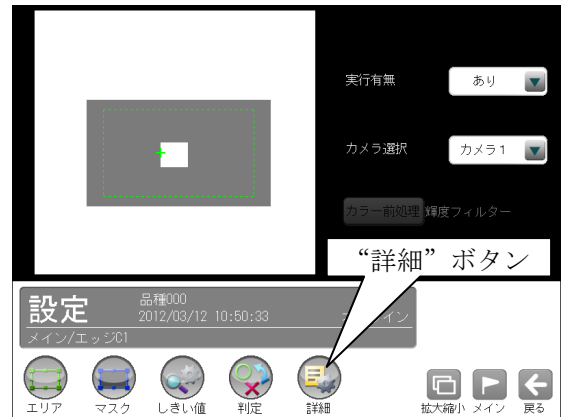 実行有無 あり
カメラ選択 カメラ1
カラー前処理 輝度フィルター
“詳細”ボタン
設定 品種000
2012/03/12 10:50:33 イン
メイン/エッジC1
エリア マスク しきい値 判定 詳細 拡大縮小 メイン 戻る